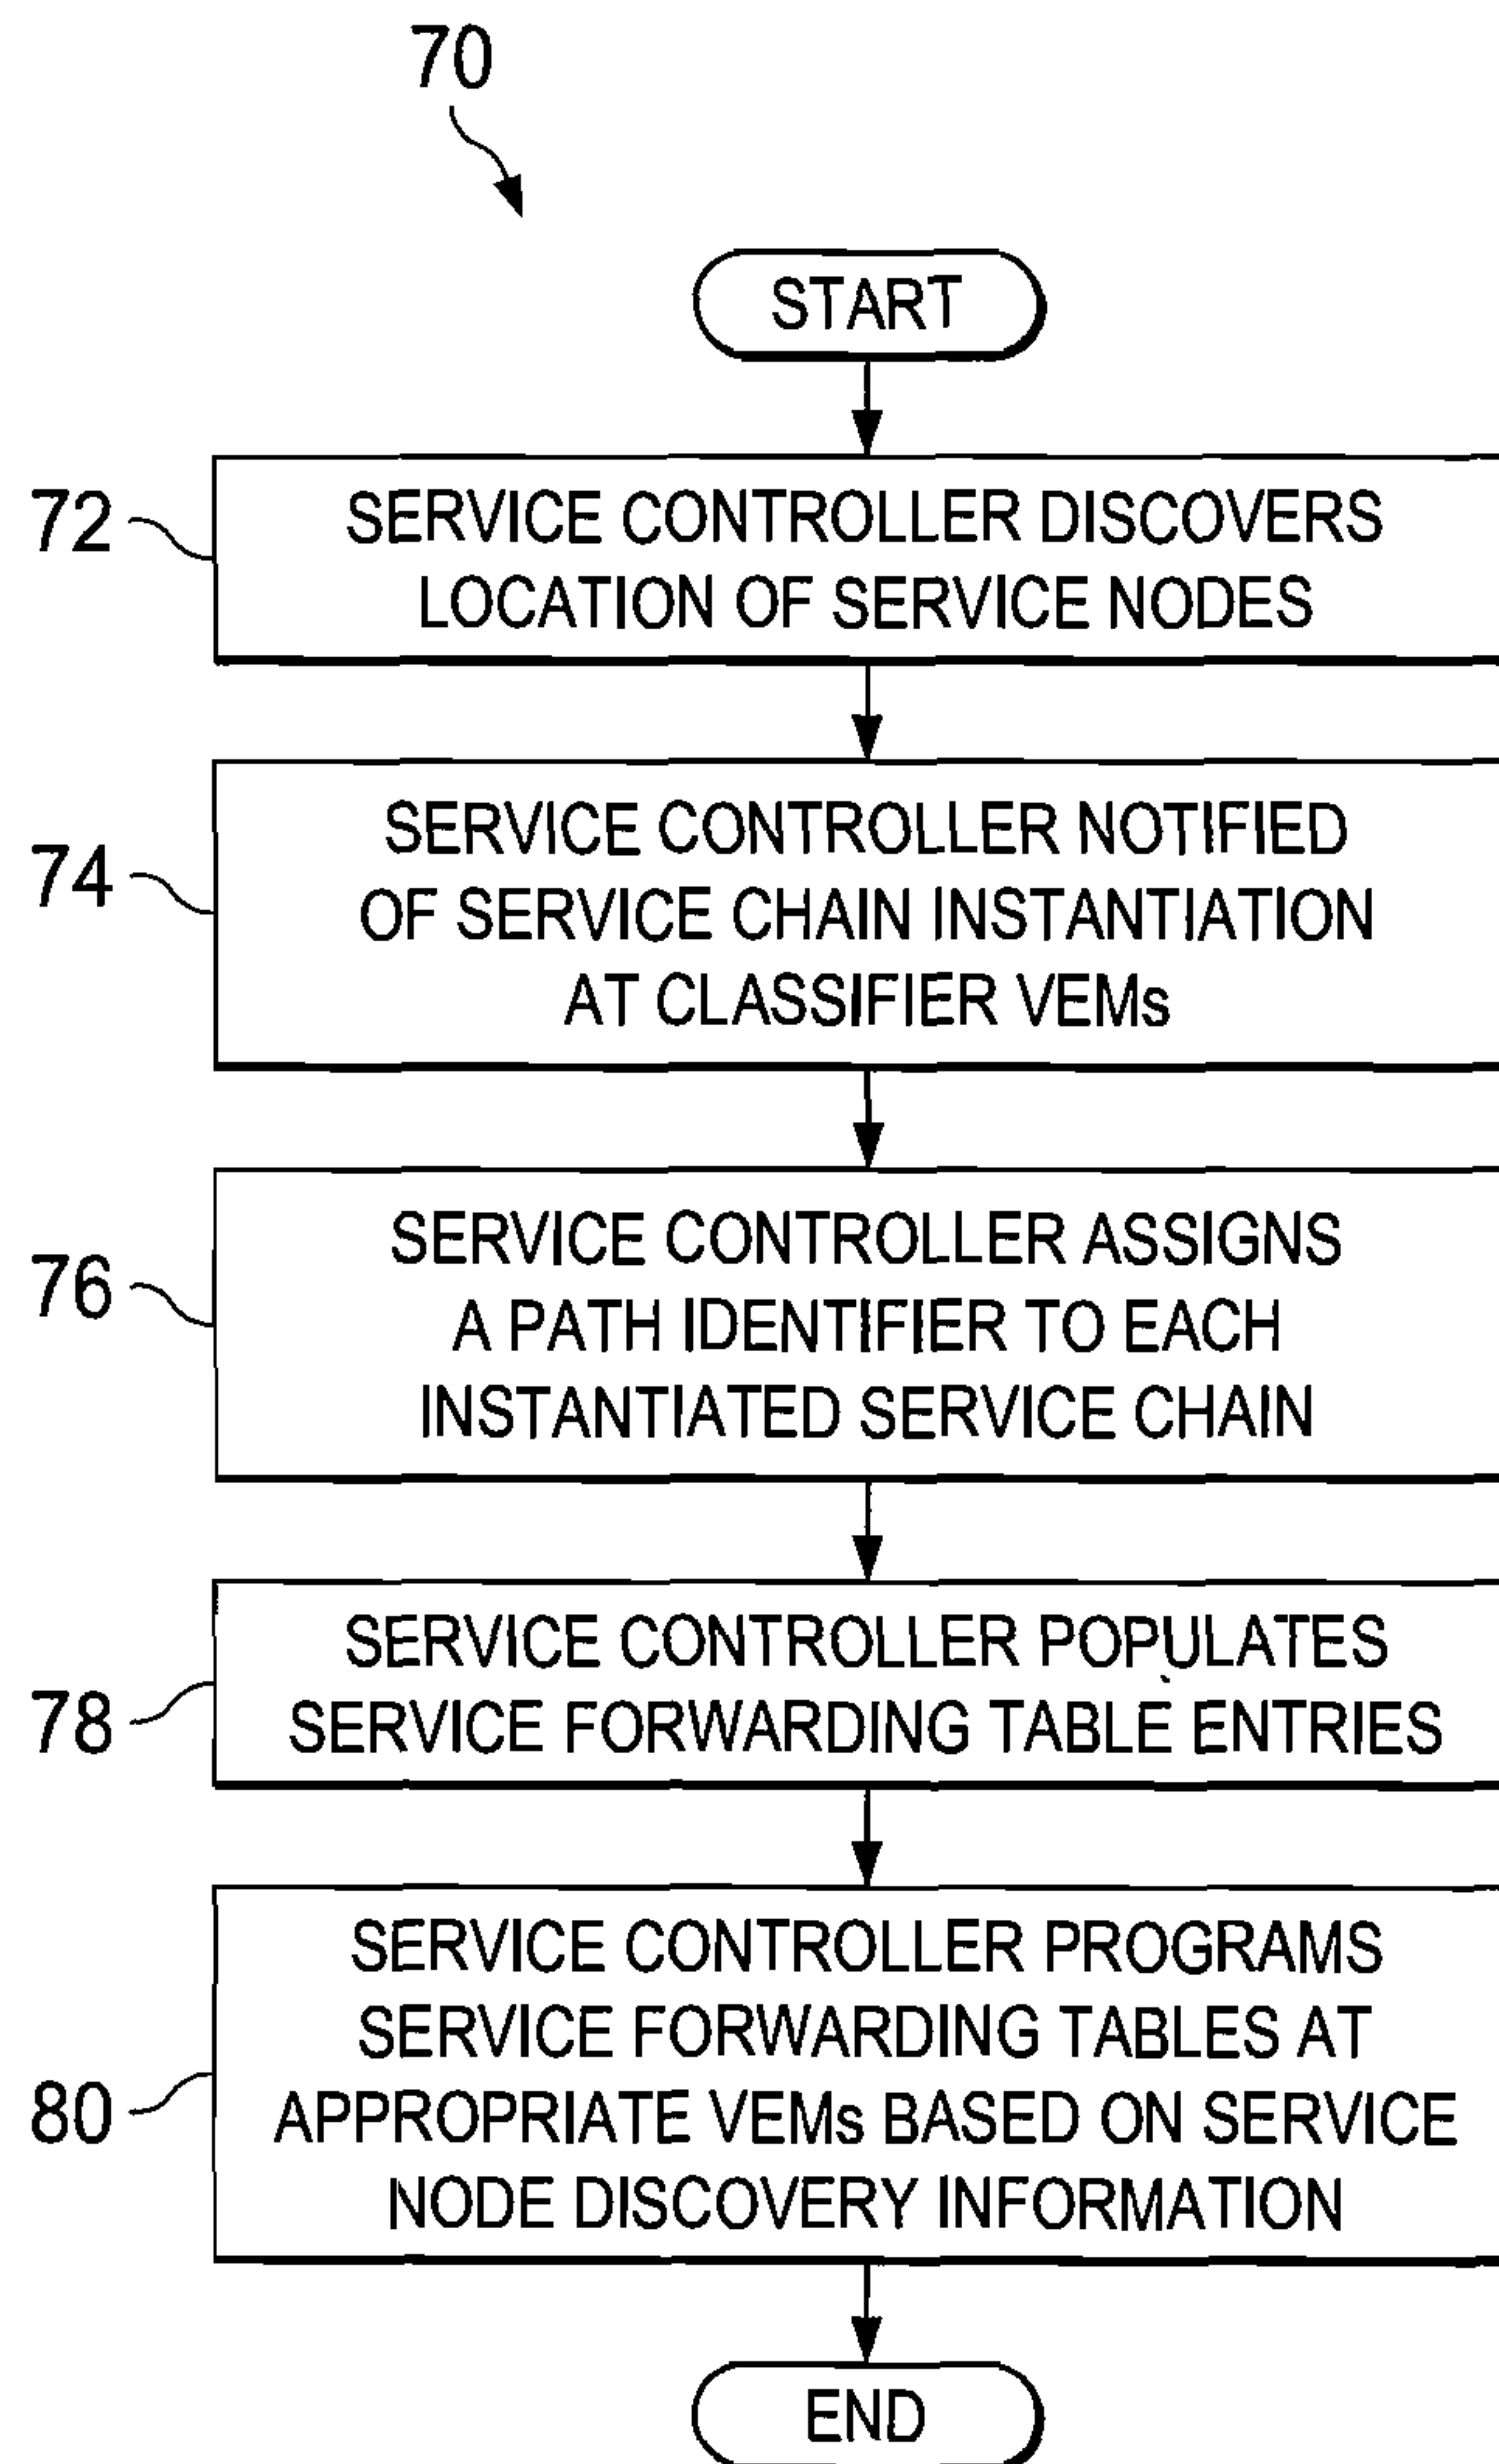 70
START
72
SERVICE CONTROLLER DISCOVERS
LOCATION OF SERVICE NODES
74
SERVICE CONTROLLER NOTIFIED
OF SERVICE CHAIN INSTANTIATION
AT CLASSIFIER VEMs
76
SERVICE CONTROLLER ASSIGNS
A PATH IDENTIFIER TO EACH
INSTANTIATED SERVICE CHAIN
78
SERVICE CONTROLLER POPULATES
SERVICE FORWARDING TABLE ENTRIES
80
SERVICE CONTROLLER PROGRAMS
SERVICE FORWARDING TABLES AT
APPROPRIATE VEMs BASED ON SERVICE
NODE DISCOVERY INFORMATION
END